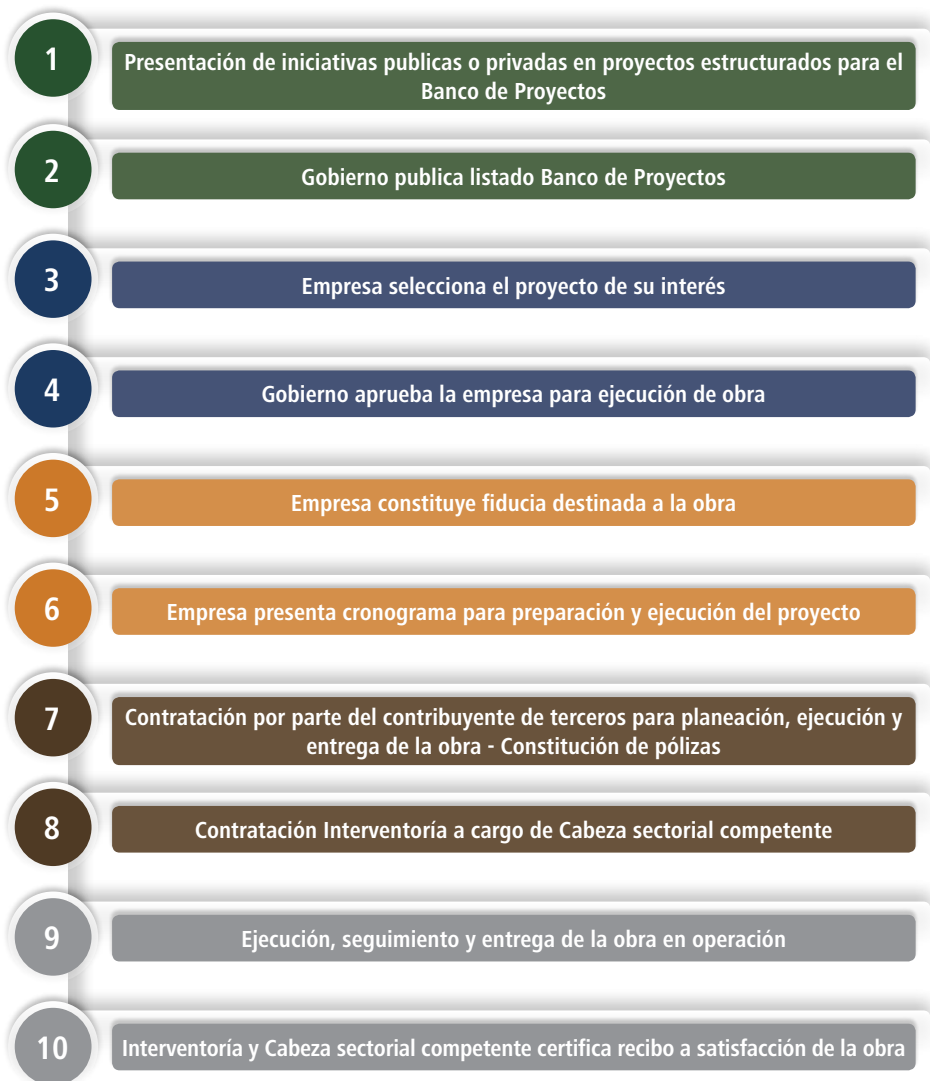 1
Presentación de iniciativas publicas o privadas en proyectos estructurados para el
Banco de Proyectos
2
Gobierno publica listado Banco de Proyectos
3
Empresa selecciona el proyecto de su interés
4
Gobierno aprueba la empresa para ejecución de obra
5
Empresa constituye fiducia destinada a la obra
6
Empresa presenta cronograma para preparación y ejecución del proyecto
7
Contratación por parte del contribuyente de terceros para planeación, ejecución y
entrega de la obra - Constitución de pólizas
8
Contratación Interventoría a cargo de Cabeza sectorial competente
9
Ejecución, seguimiento y entrega de la obra en operación
10
Interventoría y Cabeza sectorial competente certifica recibo a satisfacción de la obra